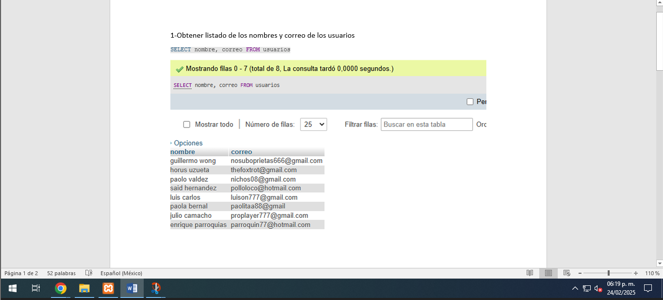 1-Obtener listado de los nombres y correo de los usuarios
SELECT nombre, correo FROM usuarios
Mostrando filas 0 - 7 (total de 8, La consulta tardó 0,0000 segundos.)
SELECT nombre, correo FROM usuarios
Mostrar todo Número de filas: 25 Filtrar filas: Buscar en esta tabla
Opciones
nombre correo
guillermo wong nosuboprietas666@gmail.com
horus uzueta thefoxtrot@gmail.com
paolo valdez nichos08@gmail.com
said hernandez polloloco@hotmail.com
luis carlos luison777@gmail.com
paola bernal paolitaa88@gmail
julio camacho proplayer777@gmail.com
enrique parroquias parroquin77@hotmail.com
Página 1 de 2 52 palabras Español (México) 110 %
06:19 p. m.
24/02/2025